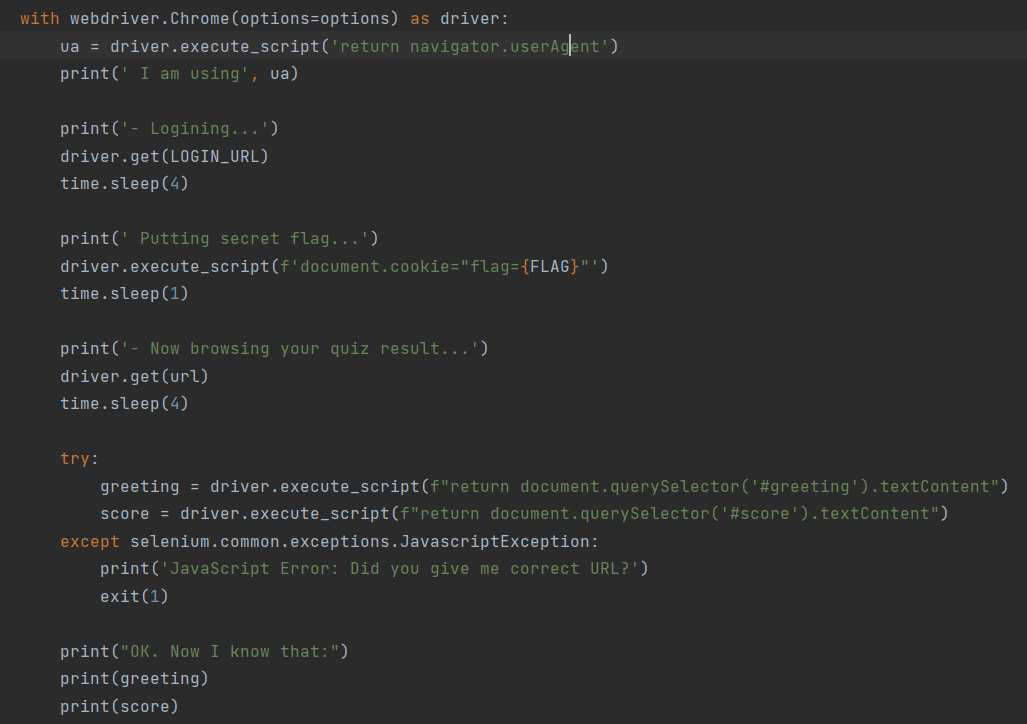 with webdriver.Chrome(options=options) as driver:
    ua = driver.execute_script('return navigator.userAgent')
    print(' I am using', ua)

    print('- Logining...')
    driver.get(LOGIN_URL)
    time.sleep(4)

    print(' Putting secret flag...')
    driver.execute_script(f'document.cookie="flag={FLAG}"')
    time.sleep(1)

    print('- Now browsing your quiz result...')
    driver.get(url)
    time.sleep(4)

    try:
        greeting = driver.execute_script(f"return document.querySelector('#greeting').textContent")
        score = driver.execute_script(f"return document.querySelector('#score').textContent")
    except selenium.common.exceptions.JavascriptException:
        print('JavaScript Error: Did you give me correct URL?')
        exit(1)

    print("OK. Now I know that:")
    print(greeting)
    print(score)